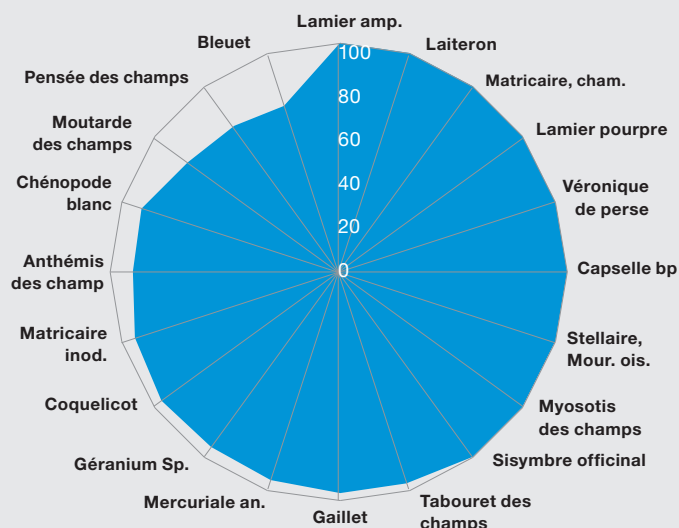 Lamier amp.
Laiteron
Matricaire, cham.
Lamier pourpre
Véronique
de perse
Capselle bp
Stellaire,
Mour. ois.
Myosotis
des champs
Sisymbre officinal
Tabouret des
champs
Gaillet
Mercuriale an.
Géranium Sp.
Coquelicot
Matricaire
inod.
Anthémis
des champ
Chénopode
blanc
Moutarde
des champs
Pensée des champs
Bleuet
100
80
60
40
20
0